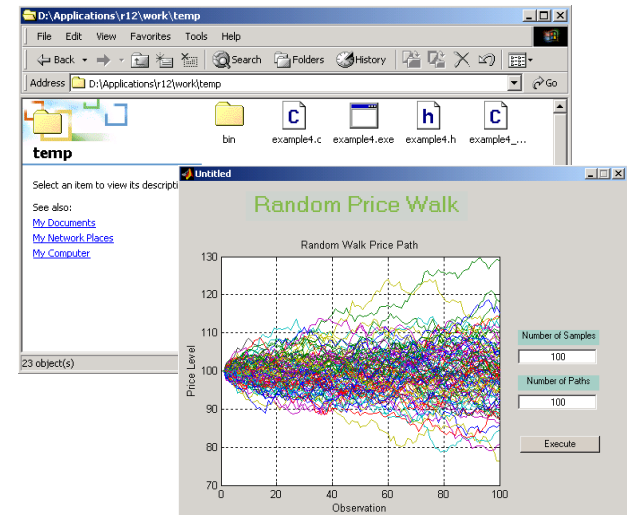 D:\Applications\r12\work\temp
File Edit View Favorites Tools Help
Back Search Folders History
Address D:\Applications\r12\work\temp Go
temp
bin example4.c example4.exe example4.h example4_...
Select an item to view its descripti
See also:
My Documents
My Network Places
My Computer
23 object(s)
Untitled
Random Price Walk
Random Walk Price Path
130
120
110
100
90
80
70
0 20 40 60 80 100
Price Level
Observation
Number of Samples
100
Number of Paths
100
Execute